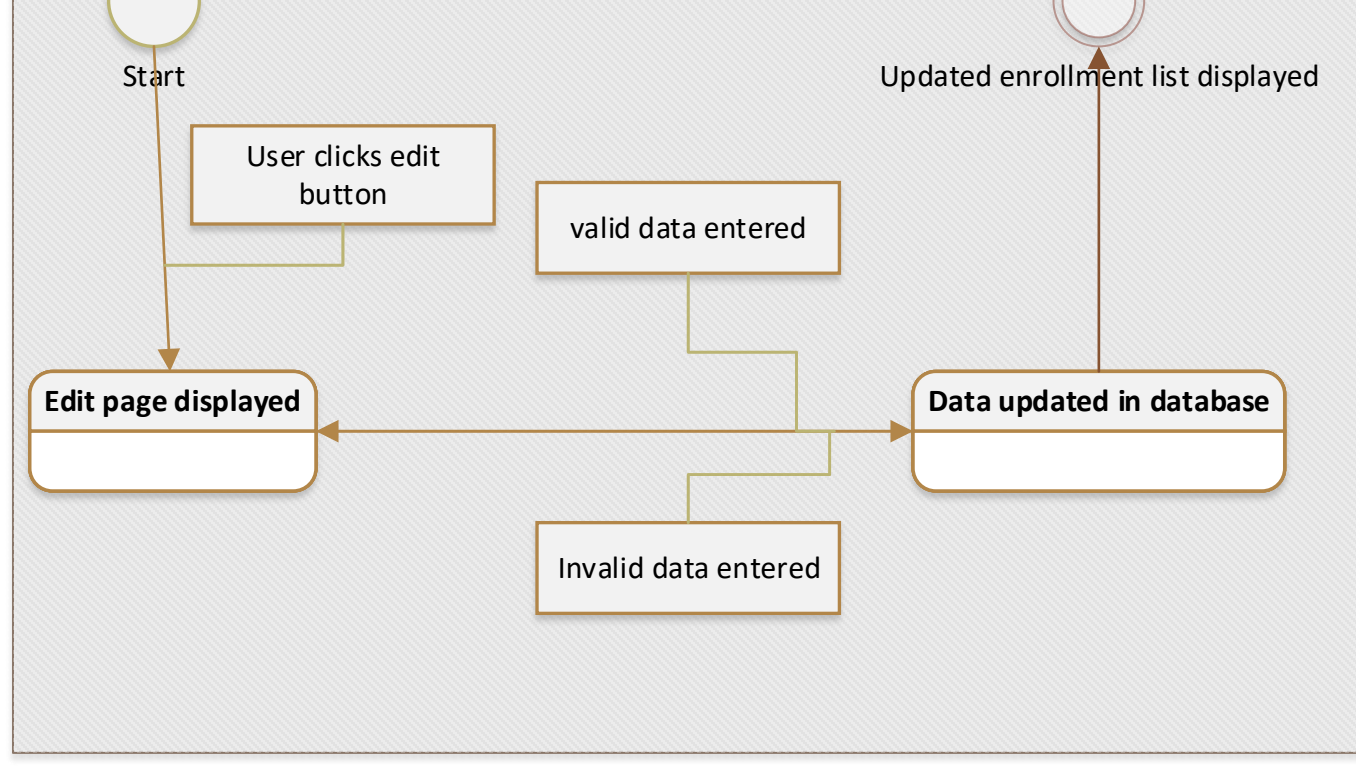 Start
Updated enrollment list displayed
User clicks edit
button
valid data entered
Edit page displayed
Data updated in database
Invalid data entered